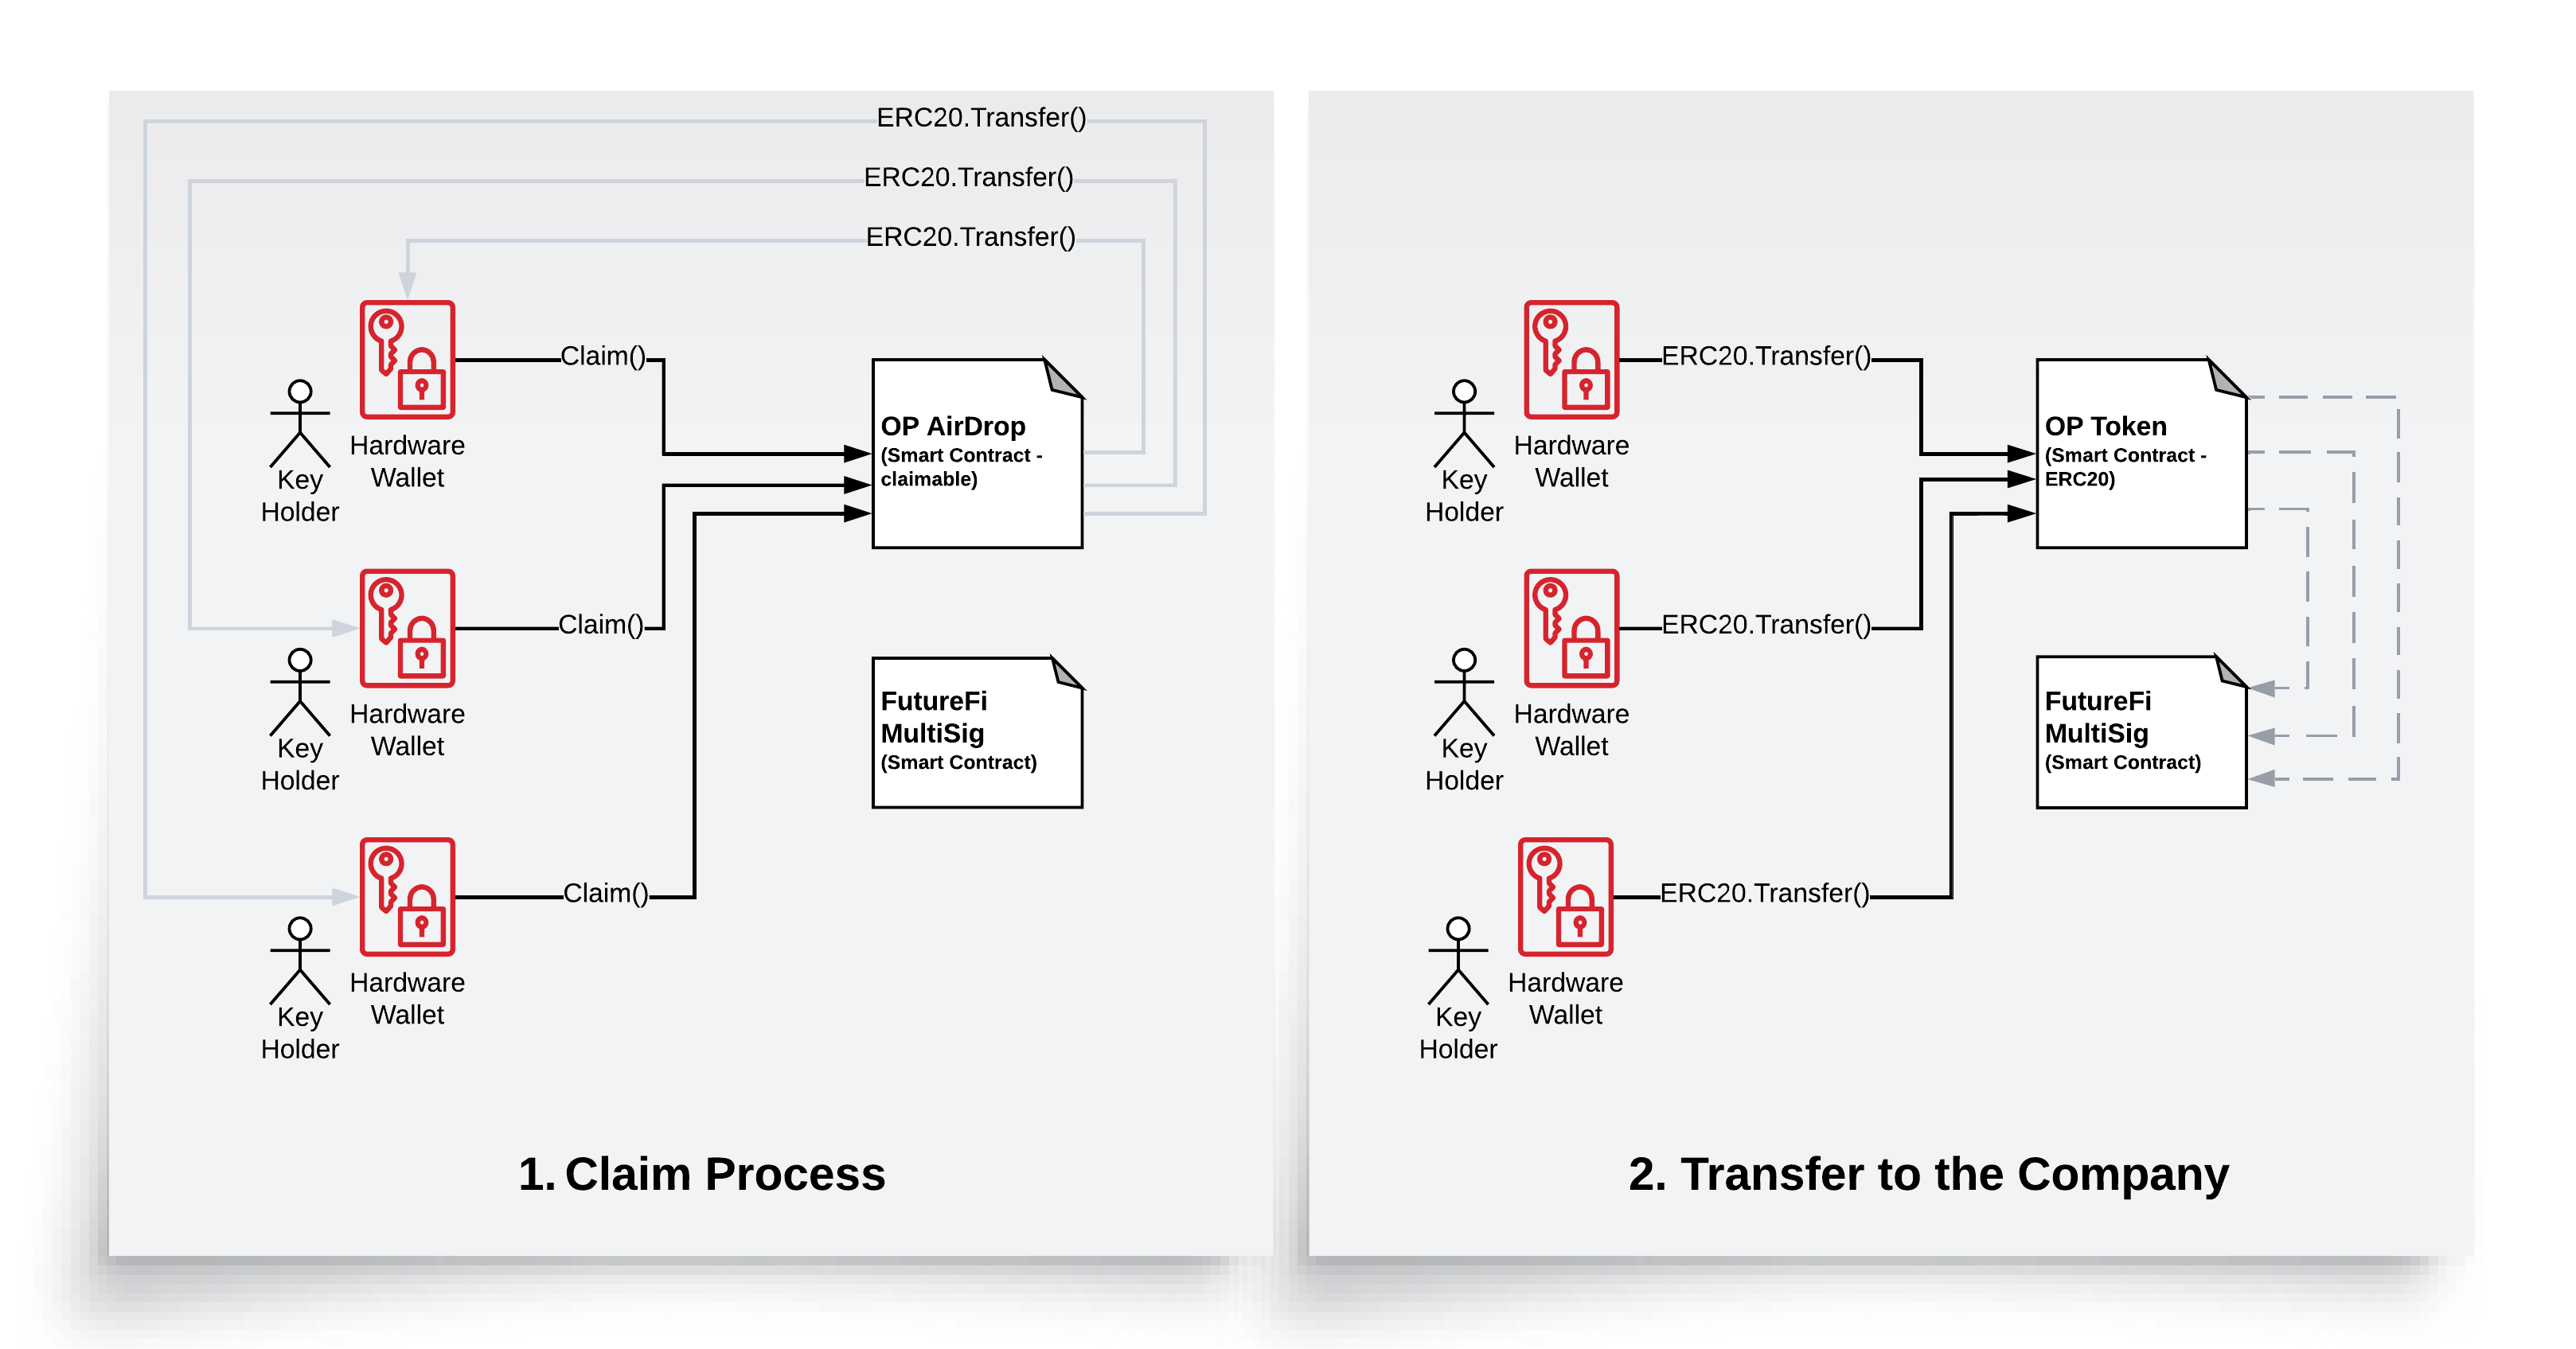 ERC20.Transfer()
ERC20.Transfer()
ERC20.Transfer()
Claim()
Hardware
Wallet
Key
Holder
OP AirDrop
(Smart Contract -
claimable)
Claim()
Hardware
Wallet
Key
Holder
FutureFi
MultiSig
(Smart Contract)
Claim()
Hardware
Wallet
Key
Holder
1. Claim Process
ERC20.Transfer()
Hardware
Wallet
Key
Holder
OP Token
(Smart Contract -
ERC20)
ERC20.Transfer()
Hardware
Wallet
Key
Holder
FutureFi
MultiSig
(Smart Contract)
ERC20.Transfer()
Hardware
Wallet
Key
Holder
2. Transfer to the Company